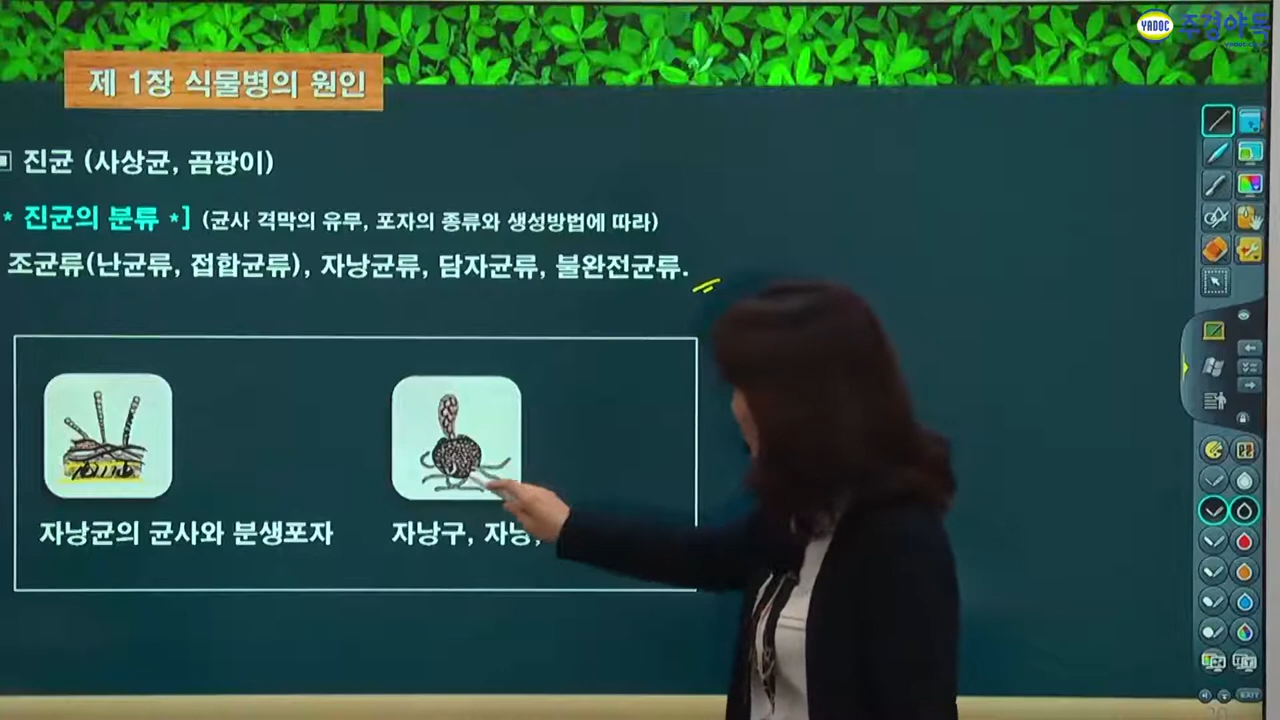 YADOC 주경야독
제 1장 식물병의 원인
진균 (사상균, 곰팡이)
* 진균의 분류 *] (균사 격막의 유무, 포자의 종류와 생성방법에 따라)
조균류(난균류, 접합균류), 자낭균류, 담자균류, 불완전균류.
자낭균의 균사와 분생포자
자낭구, 자낭,
EXIT